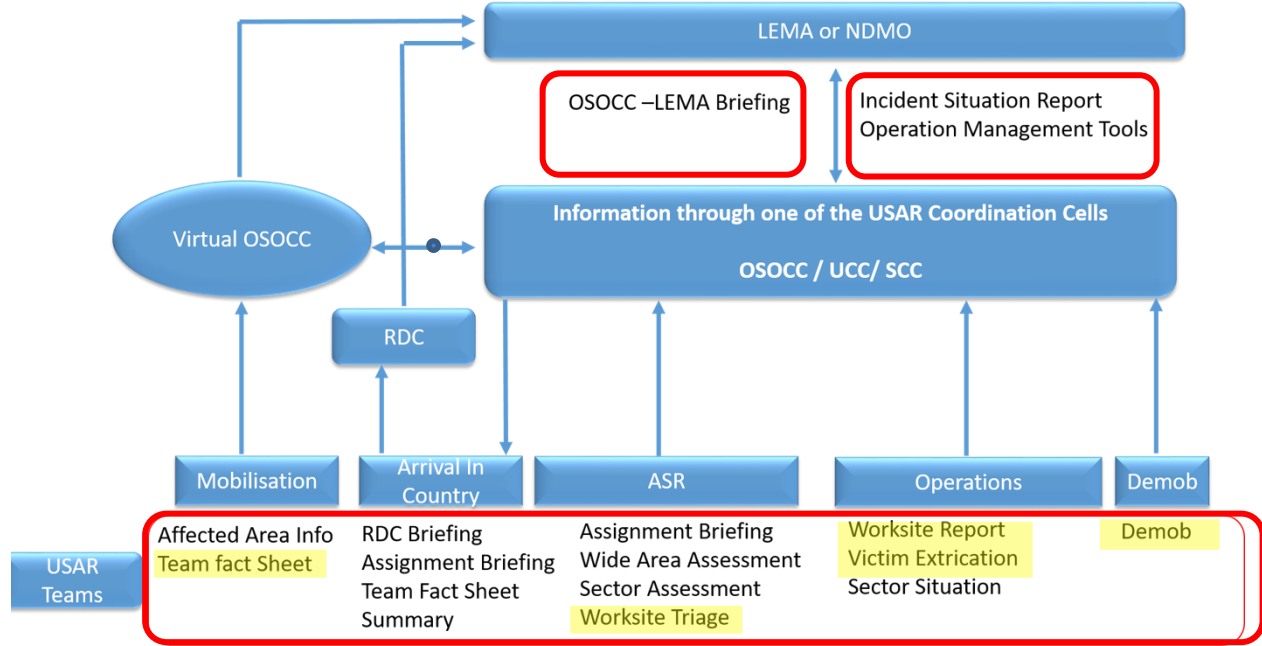 LEMA or NDMO
OSOCC –LEMA Briefing
Incident Situation Report
Operation Management Tools
Virtual OSOCC
Information through one of the USAR Coordination Cells
OSOCC / UCC/ SCC
RDC
Mobilisation
Arrival In
Country
ASR
Operations
Demob
USAR
Teams
Affected Area Info
Team fact Sheet
RDC Briefing
Assignment Briefing
Team Fact Sheet
Summary
Assignment Briefing
Wide Area Assessment
Sector Assessment
Worksite Triage
Worksite Report
Victim Extrication
Sector Situation
Demob